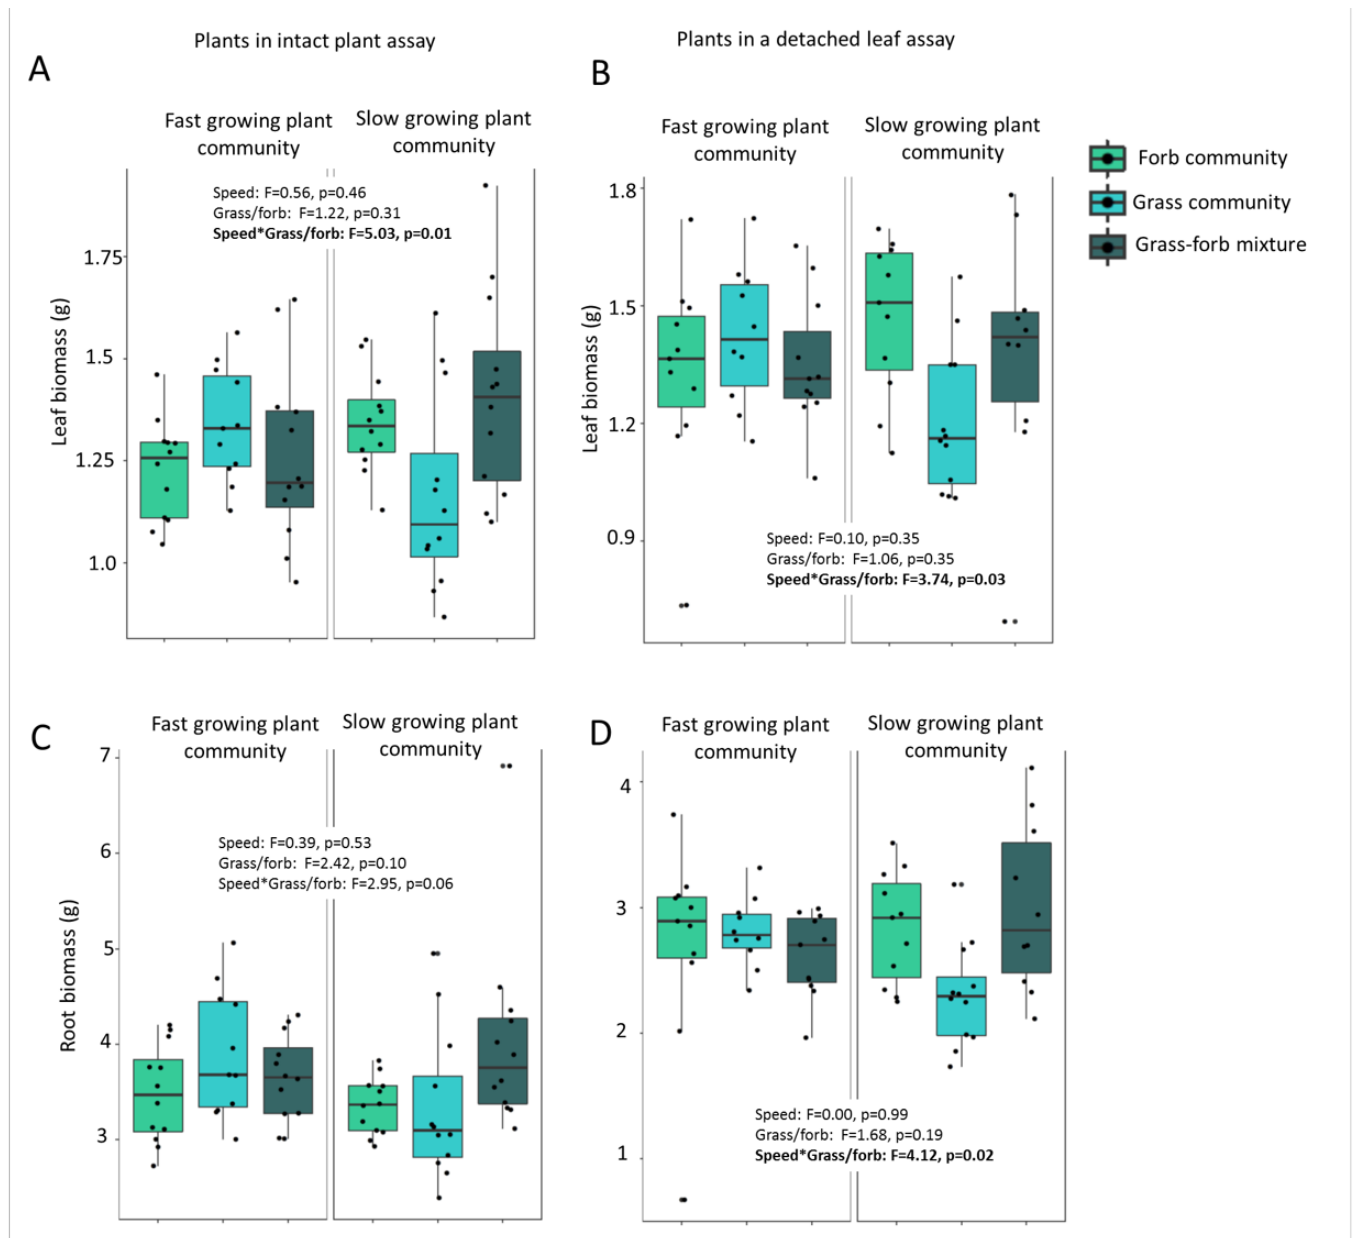 Plants in intact plant assay
Plants in a detached leaf assay
A
B
Fast growing plant
community
Slow growing plant
community
Fast growing plant
community
Slow growing plant
community
Forb community
Grass community
Grass-forb mixture
Speed: F=0.56, p=0.46
Grass/forb: F=1.22, p=0.31
Speed*Grass/forb: F=5.03, p=0.01
Leaf biomass (g)
1.75
1.5
1.25
1.0
Leaf biomass (g)
1.8
1.5
1.2
0.9
Speed: F=0.10, p=0.35
Grass/forb: F=1.06, p=0.35
Speed*Grass/forb: F=3.74, p=0.03
C
D
Fast growing plant
community
Slow growing plant
community
Fast growing plant
community
Slow growing plant
community
Root biomass (g)
7
6
5
4
3
Speed: F=0.39, p=0.53
Grass/forb: F=2.42, p=0.10
Speed*Grass/forb: F=2.95, p=0.06
4
3
2
1
Speed: F=0.00, p=0.99
Grass/forb: F=1.68, p=0.19
Speed*Grass/forb: F=4.12, p=0.02